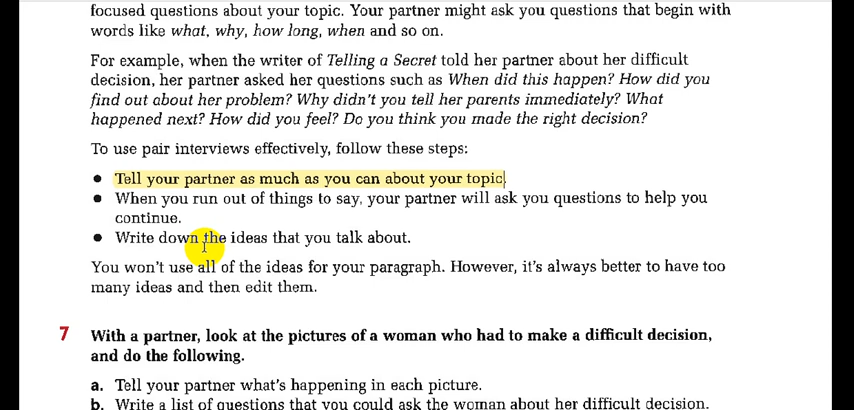 focused questions about your topic. Your partner might ask you questions that begin with
words like what, why, how long, when and so on.
For example, when the writer of Telling a Secret told her partner about her difficult
decision, her partner asked her questions such as When did this happen? How did you
find out about her problem? Why didn't you tell her parents immediately? What
happened next? How did you feel? Do you think you made the right decision?
To use pair interviews effectively, follow these steps:
● Tell your partner as much as you can about your topic.
● When you run out of things to say, your partner will ask you questions to help you
continue.
● Write down the ideas that you talk about.
You won't use all of the ideas for your paragraph. However, it's always better to have too
many ideas and then edit them.
7 With a partner, look at the pictures of a woman who had to make a difficult decision,
and do the following.
a. Tell your partner what's happening in each picture.
b. Write a list of questions that you could ask the woman about her difficult decision.